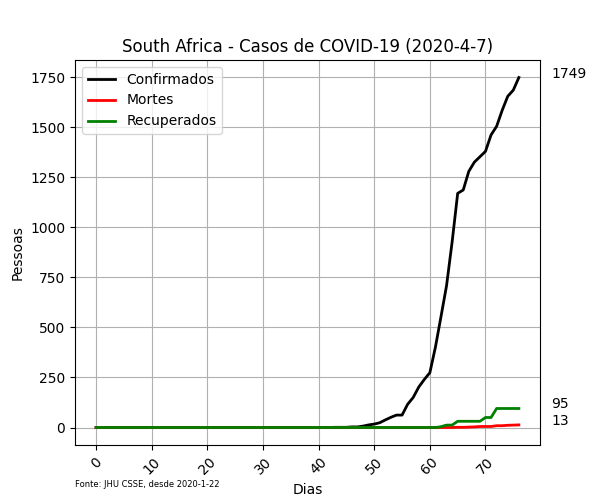 South Africa - Casos de COVID-19 (2020-4-7)
Confirmados
Mortes
Recuperados
1749
95
13
Pessoas
1750
1500
1250
1000
750
500
250
0
0 10 20 30 40 50 60 70
Dias
Fonte: JHU CSSE, desde 2020-1-22